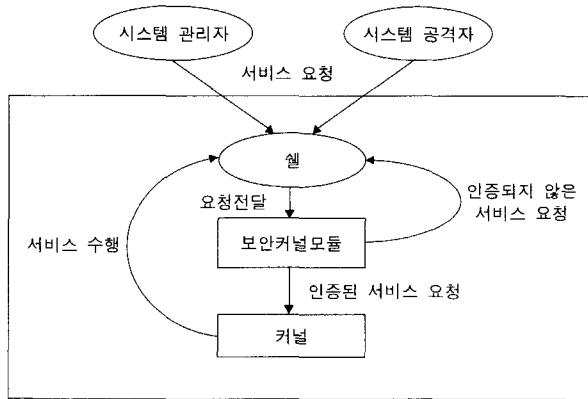 시스템 관리자
시스템 공격자
서비스 요청
쉘
요청전달
인증되지 않은
서비스 요청
보안커널모듈
서비스 수행
인증된 서비스 요청
커널